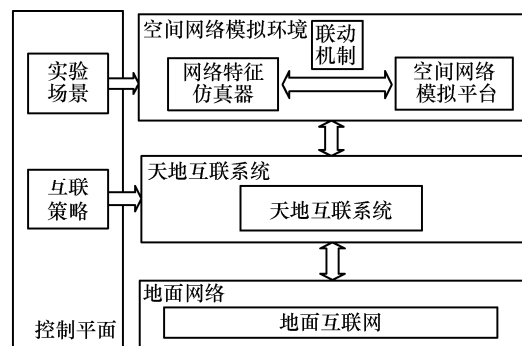 空间网络模拟环境
联动
机制
实验
场景
网络特征
仿真器
空间网络
模拟平台
天地互联系统
互联
策略
天地互联系统
地面网络
地面互联网
控制平面